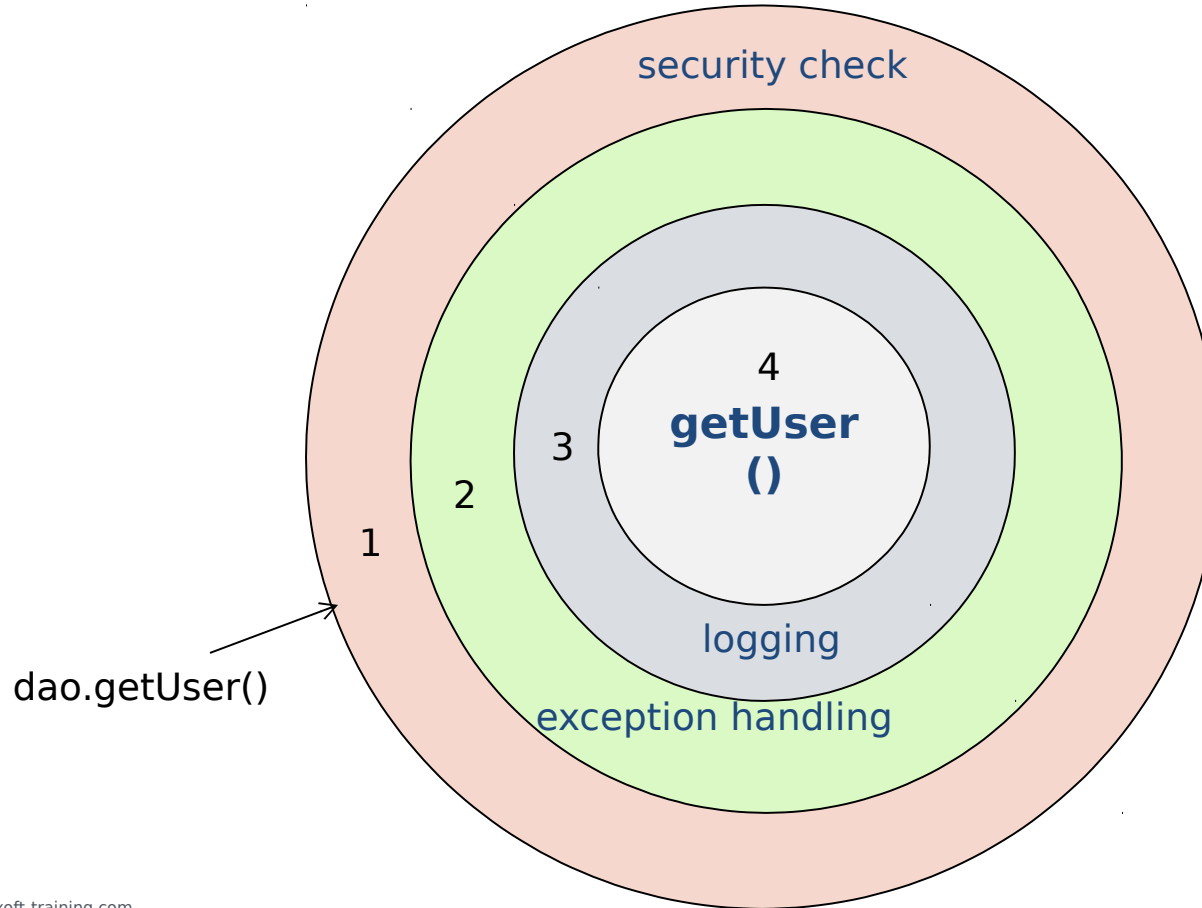 security check
4
getUser
()
3
2
1
logging
dao.getUser()
exception handling